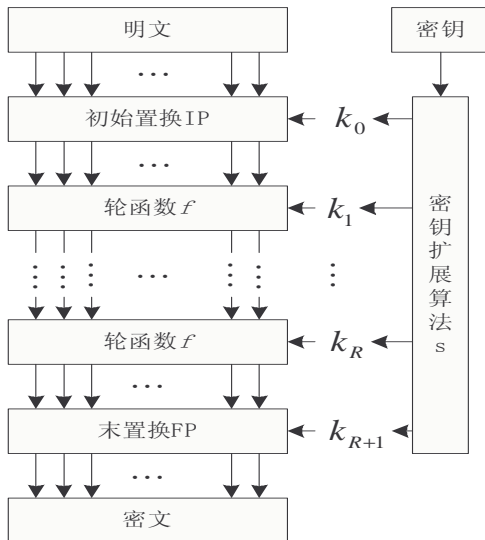 明文
密钥
...
初始置换IP
k0
...
轮函数f
k1
...
轮函数f
kR
...
末置换FP
kR+1
...
密文
密钥扩展算法s